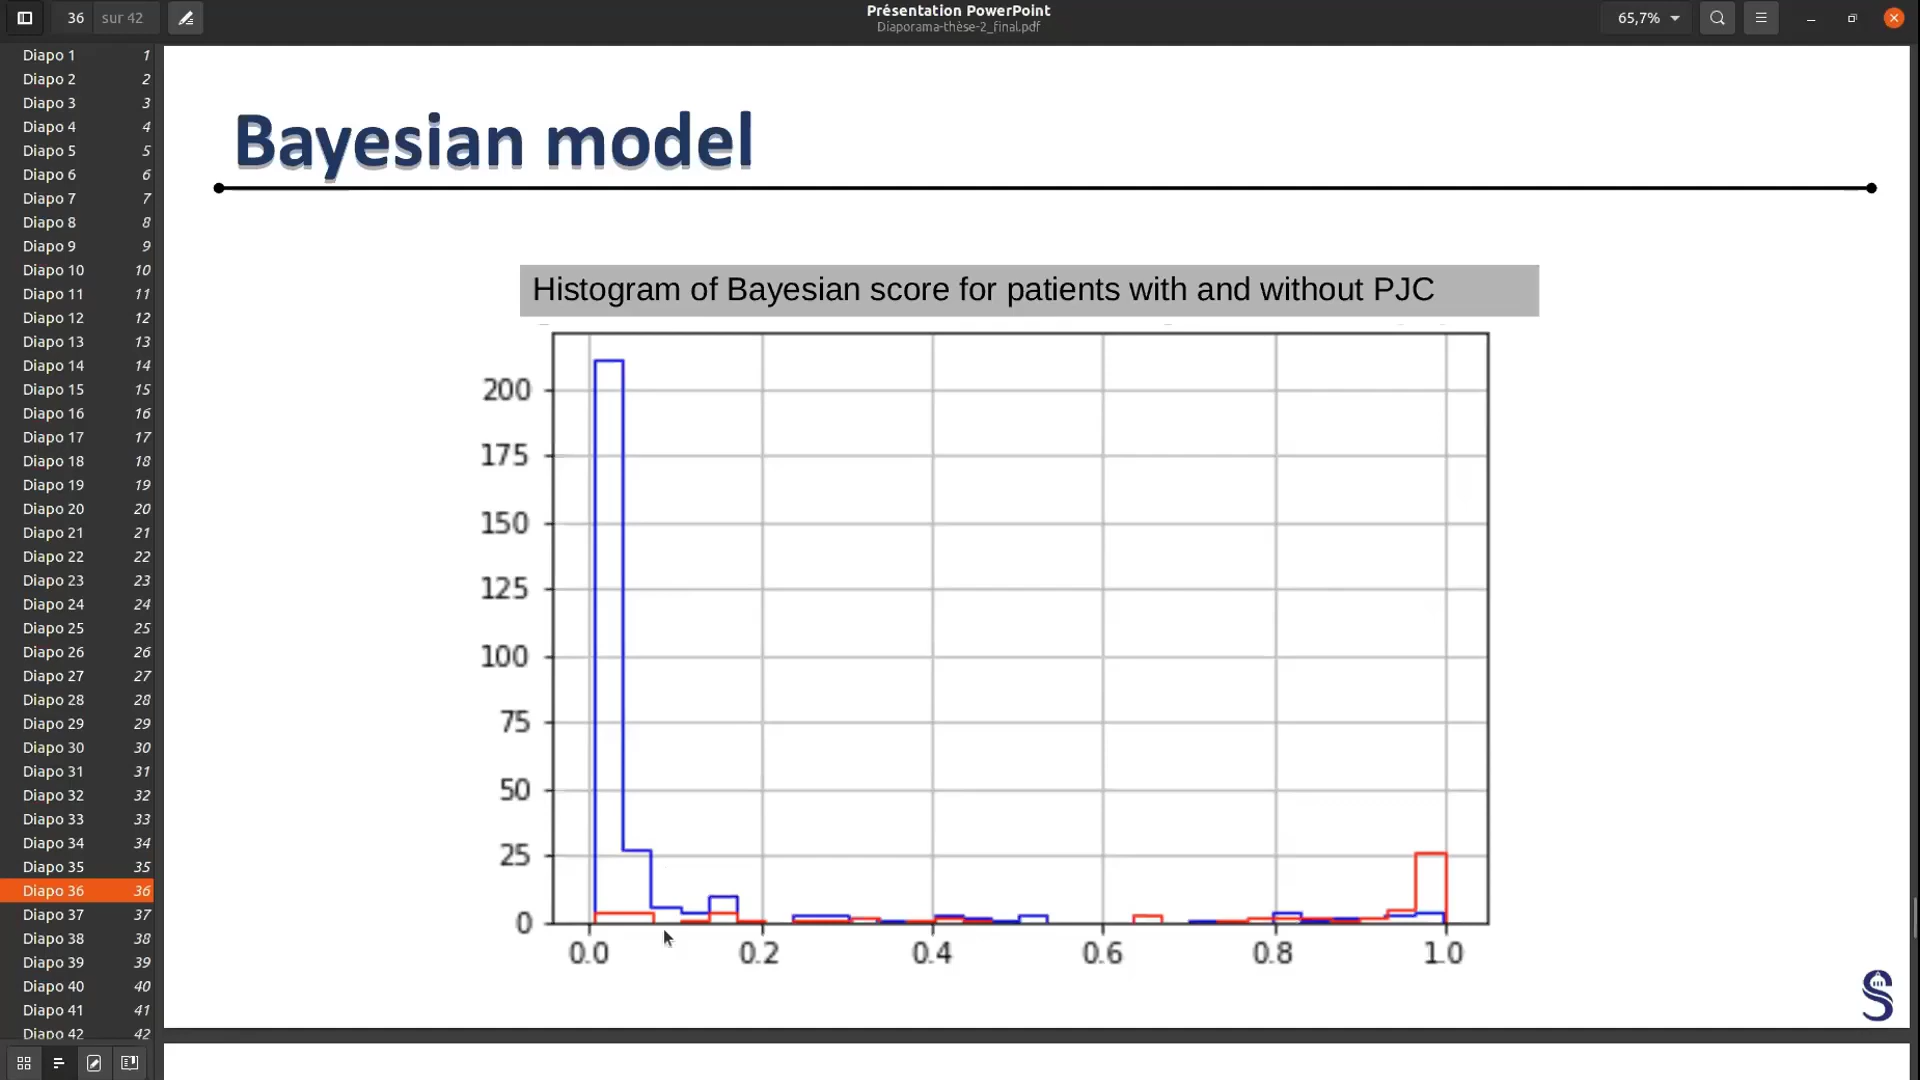 36 sur 42
Présentation PowerPoint
Diaporama-thèse-2_final.pdf
65,7%
Diapo 1 1
Diapo 2 2
Diapo 3 3
Diapo 4 4
Diapo 5 5
Diapo 6 6
Diapo 7 7
Diapo 8 8
Diapo 9 9
Diapo 10 10
Diapo 11 11
Diapo 12 12
Diapo 13 13
Diapo 14 14
Diapo 15 15
Diapo 16 16
Diapo 17 17
Diapo 18 18
Diapo 19 19
Diapo 20 20
Diapo 21 21
Diapo 22 22
Diapo 23 23
Diapo 24 24
Diapo 25 25
Diapo 26 26
Diapo 27 27
Diapo 28 28
Diapo 29 29
Diapo 30 30
Diapo 31 31
Diapo 32 32
Diapo 33 33
Diapo 34 34
Diapo 35 35
Diapo 36 36
Diapo 37 37
Diapo 38 38
Diapo 39 39
Diapo 40 40
Diapo 41 41
Diapo 42 42
Bayesian model
Histogram of Bayesian score for patients with and without PJC
200
175
150
125
100
75
50
25
0
0.0 0.2 0.4 0.6 0.8 1.0